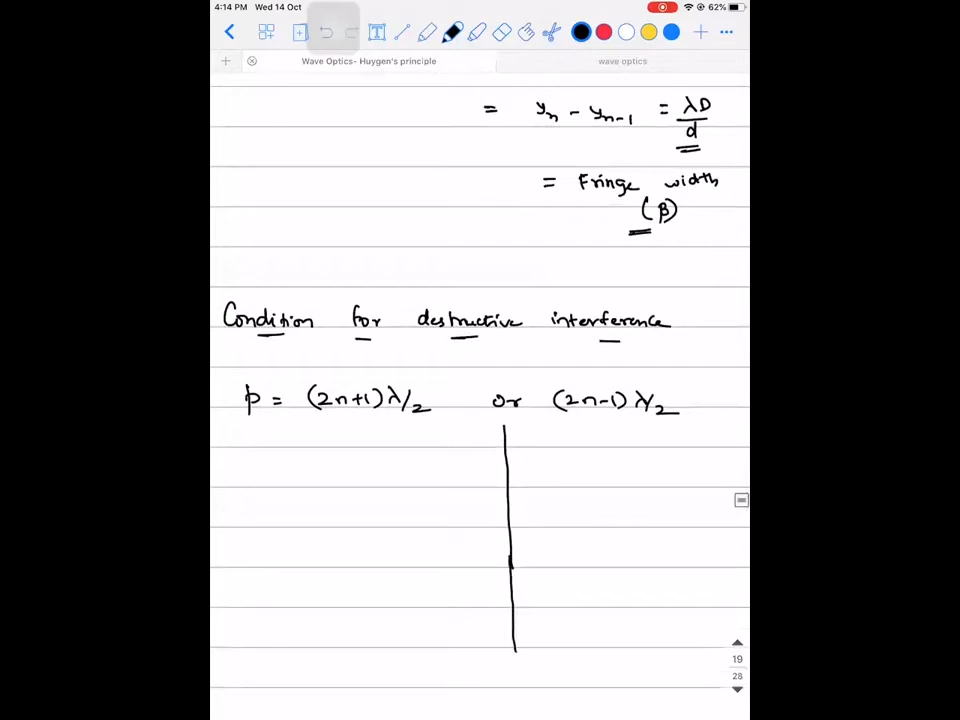 4:14 PM Wed 14 Oct
62%
Wave Optics- Huygen's principle
wave optics
= yn - yn-1 = λD/d
= Fringe width
(β)
Condition for destructive interference
p = (2n+1)λ/2 or (2n-1)λ/2
19
28